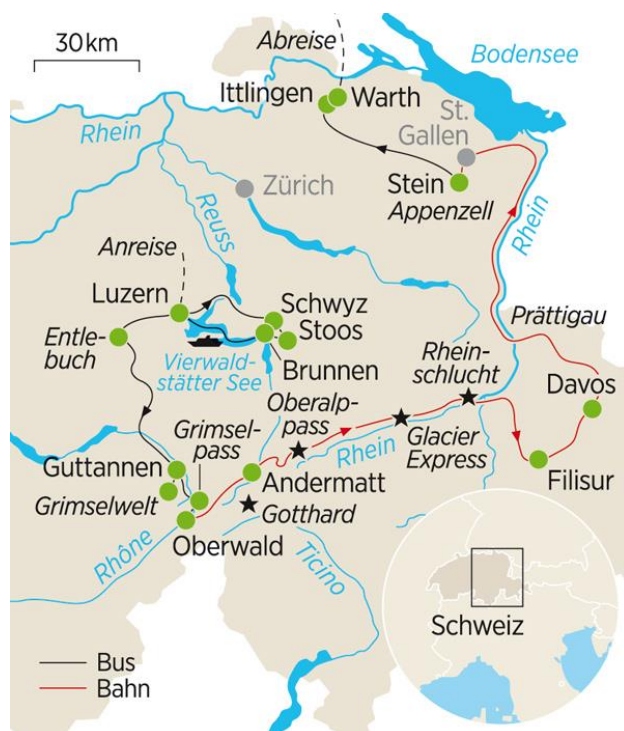 30 km
Abreise
Bodensee
Ittlingen
Warth
St.
Gallen
Rhein
Stein
Appenzell
Zürich
Reuss
Rhein
Anreise
Luzern
Schwyz
Stoos
Prättigau
Entle-
buch
Vierwald-
stätter See
Brunnen
Rhein-
schlucht
Davos
Oberalp-
pass
Grimsel-
pass
Rhein
Glacier
Express
Guttannen
Filisur
Grimselwelt
Andermatt
Gotthard
Oberwald
Rhône
Ticino
Schweiz
Bus
Bahn